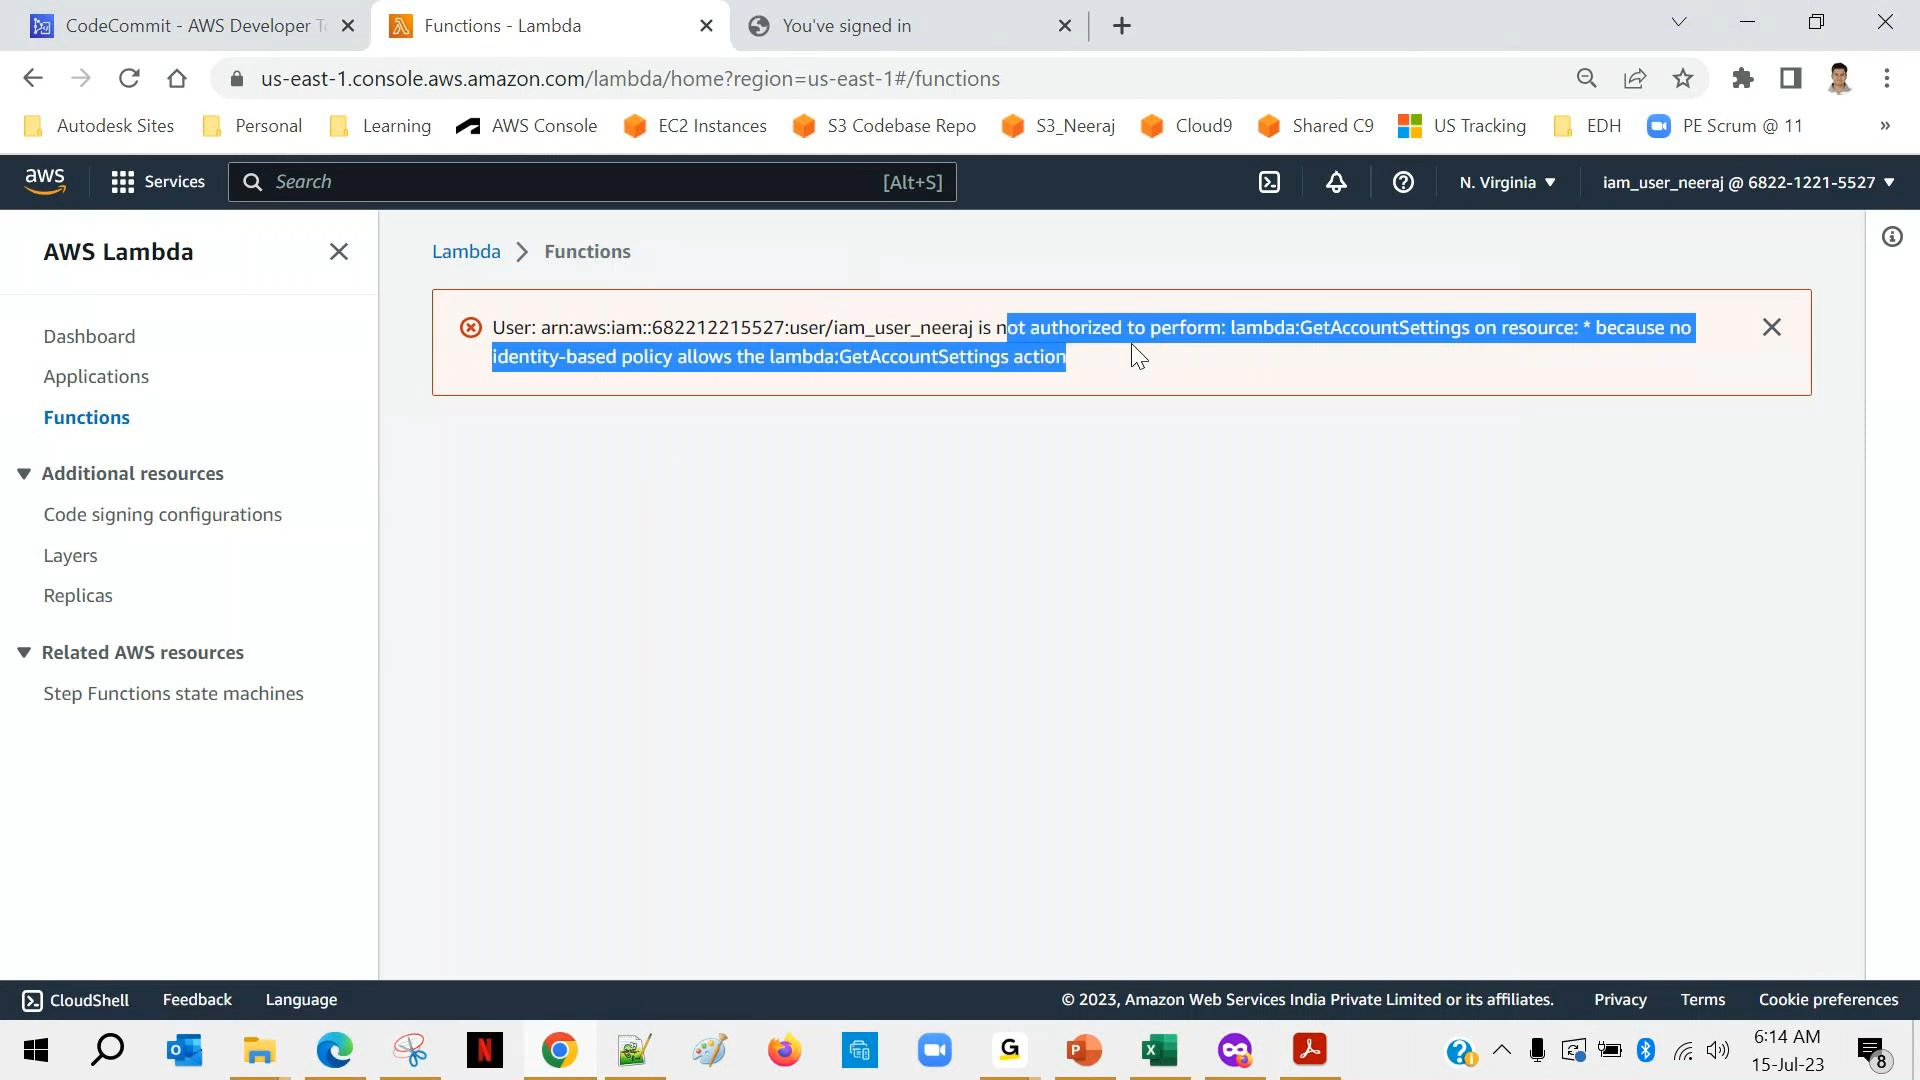 CodeCommit - AWS Developer To
Functions - Lambda
You've signed in
us-east-1.console.aws.amazon.com/lambda/home?region=us-east-1#/functions
Autodesk Sites
Personal
Learning
AWS Console
EC2 Instances
S3 Codebase Repo
S3_Neeraj
Cloud9
Shared C9
US Tracking
EDH
PE Scrum @ 11
»
aws
Services
Search
[Alt+S]
N. Virginia
iam_user_neeraj @ 6822-1221-5527
AWS Lambda
Lambda
Functions
User: arn:aws:iam::682212215527:user/iam_user_neeraj is not authorized to perform: lambda:GetAccountSettings on resource: * because no
identity-based policy allows the lambda:GetAccountSettings action
Dashboard
Applications
Functions
Additional resources
Code signing configurations
Layers
Replicas
Related AWS resources
Step Functions state machines
CloudShell
Feedback
Language
© 2023, Amazon Web Services India Private Limited or its affiliates.
Privacy
Terms
Cookie preferences
6:14 AM
15-Jul-23
8